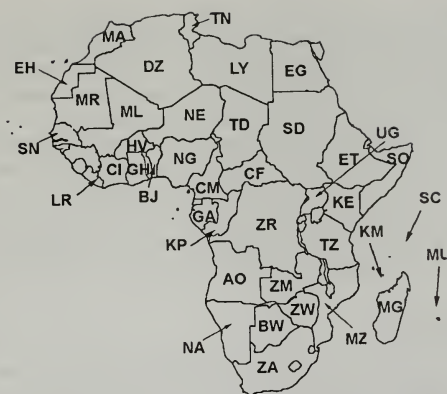 TN
MA
EH
DZ
LY
EG
MR
ML
NE
TD
SD
UG
SN
HV
NG
ET
SO
CI
GH
CM
CF
LR
BJ
KE
SC
GA
ZR
KP
TZ
KM
MU
AO
ZM
MG
ZW
NA
BW
MZ
ZA